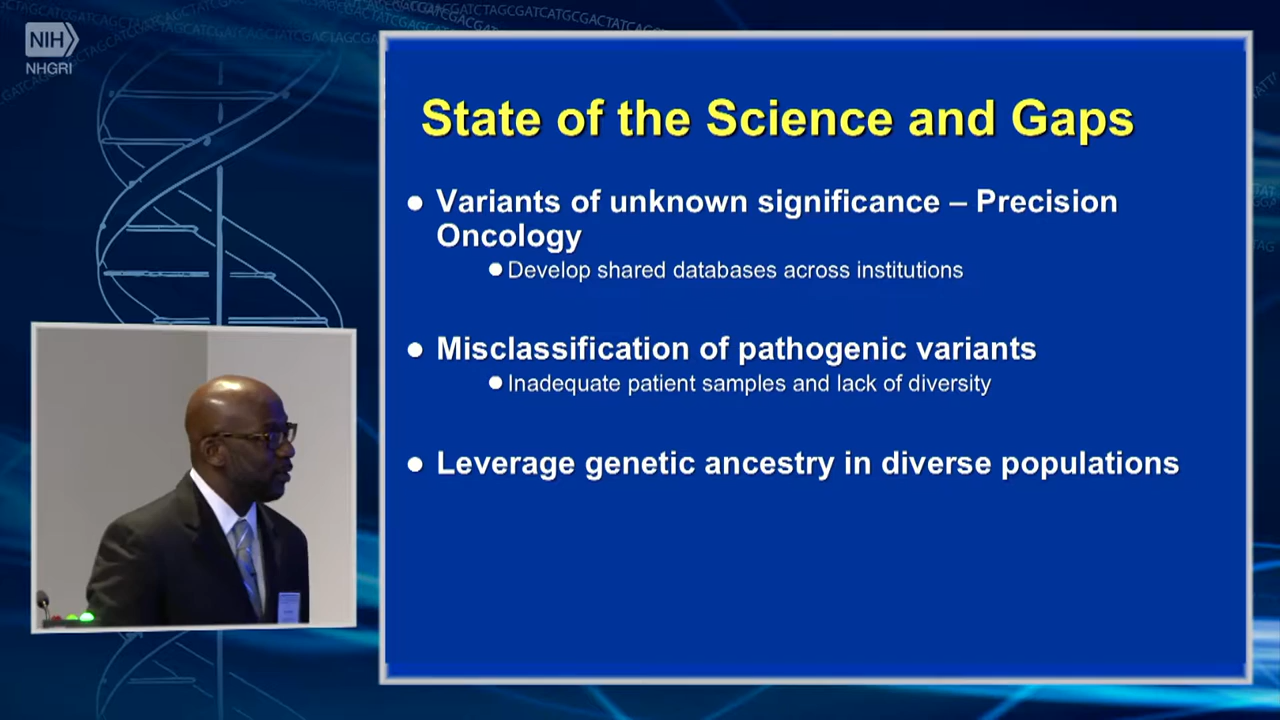 NIH
NHGRI
State of the Science and Gaps
● Variants of unknown significance – Precision
Oncology
● Develop shared databases across institutions
● Misclassification of pathogenic variants
● Inadequate patient samples and lack of diversity
● Leverage genetic ancestry in diverse populations